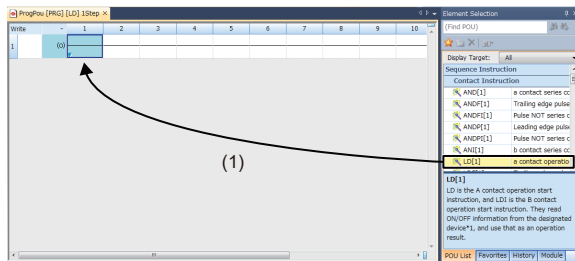 ProgPou [PRG] [LD] 1Step
Write 1 2 3 4 5 6 7 8 9 10
1 (0)
(1)
Element Selection
(Find POU)
Display Target: All
Sequence Instruction
Contact Instruction
AND[1] a contact series cc
ANDF[1] Trailing edge pulse
ANDFI[1] Pulse NOT series c
ANDP[1] Leading edge pulse
ANDPI[1] Pulse NOT series c
ANI[1] b contact series cc
LD[1] a contact operatio
LD[1]
LD is the A contact operation start
instruction, and LDI is the B contact
operation start instruction. They read
ON/OFF information from the designated
device*1, and use that as an operation
result.
POU List Favorites History Module